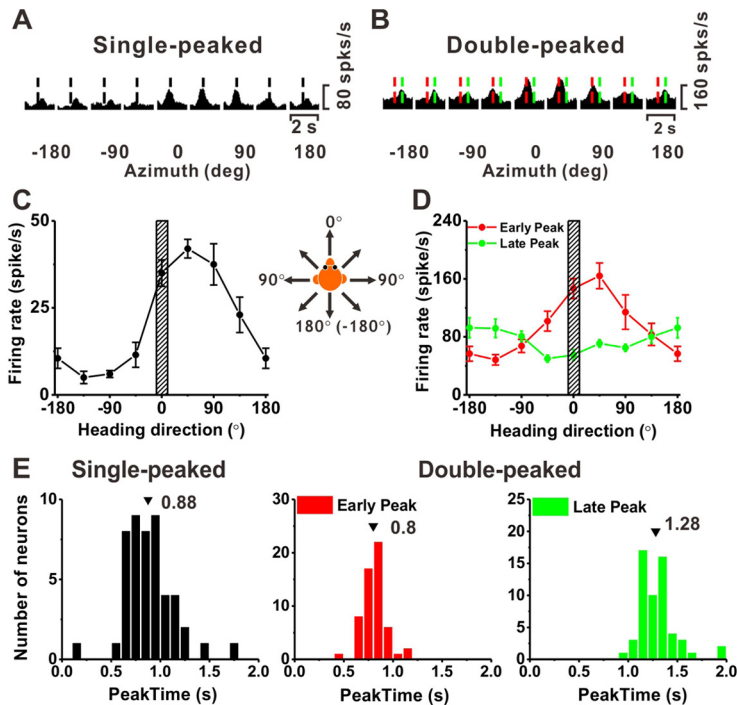 A
Single-peaked
80 spks/s
2 s
-180 -90 0 90 180
Azimuth (deg)
B
Double-peaked
160 spks/s
2 s
-180 -90 0 90 180
Azimuth (deg)
C
Firing rate (spike/s)
50
25
0
-180 -90 0 90 180
Heading direction (°)
0°
90° 90°
180° (-180°)
D
Firing rate (spike/s)
240
160
80
0
Early Peak
Late Peak
-180 -90 0 90 180
Heading direction (°)
E
Single-peaked
Double-peaked
Number of neurons
10
5
0
0.88
0.0 0.5 1.0 1.5 2.0
PeakTime (s)
30
20
10
0
Early Peak
0.8
0.0 0.5 1.0 1.5 2.0
PeakTime (s)
25
20
15
10
5
0
Late Peak
1.28
0.0 0.5 1.0 1.5 2.0
PeakTime (s)